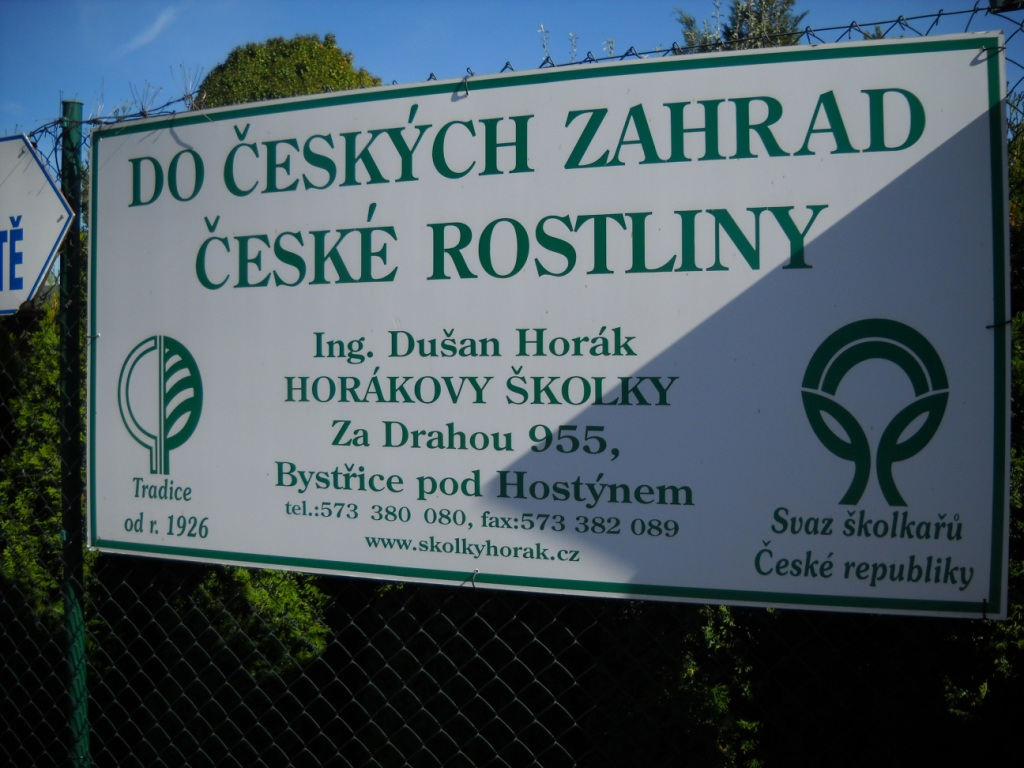 DO ČESKÝCH ZAHRAD
ČESKÉ ROSTLINY
Ing. Dušan Horák
HORÁKOVY ŠKOLKY
Za Drahou 955,
Bystřice pod Hostýnem
tel.:573 380 080, fax:573 382 089
www.skolkyhorak.cz
Tradice
od r. 1926
Svaz školkařů
České republiky